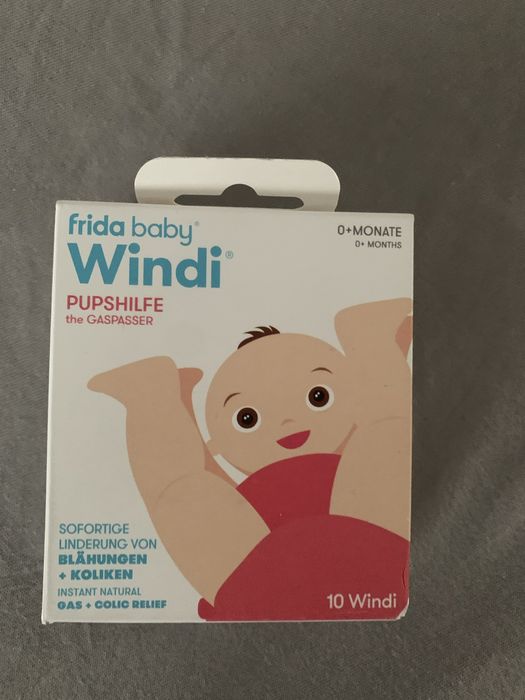 frida baby®
0+MONATE
0+ MONTHS
Windi®
PUPSHILFE
the GASPASSER
SOFORTIGE
LINDERUNG VON
BLÄHUNGEN
+ KOLIKEN
INSTANT NATURAL
GAS + COLIC RELIEF
10 Windi